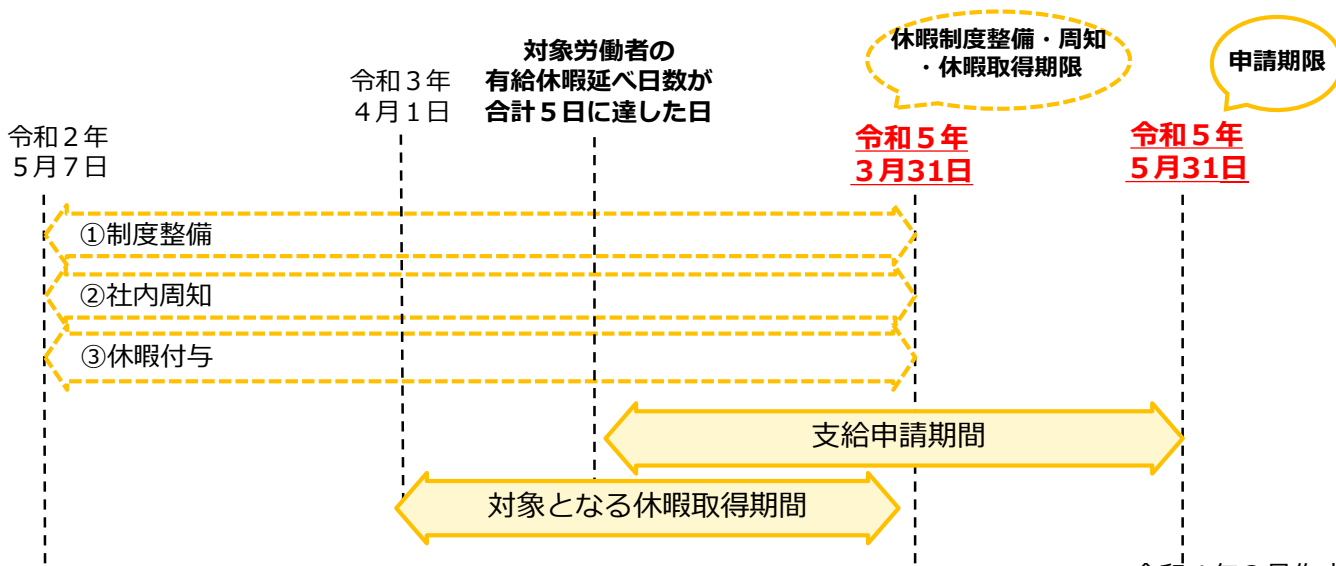 休暇制度整備・周知
・休暇取得期限
申請期限
対象労働者の
有給休暇延べ日数が
合計５日に達した日
令和３年
４月１日
令和２年
５月７日
令和５年
３月31日
令和５年
５月31日
①制度整備
②社内周知
③休暇付与
支給申請期間
対象となる休暇取得期間